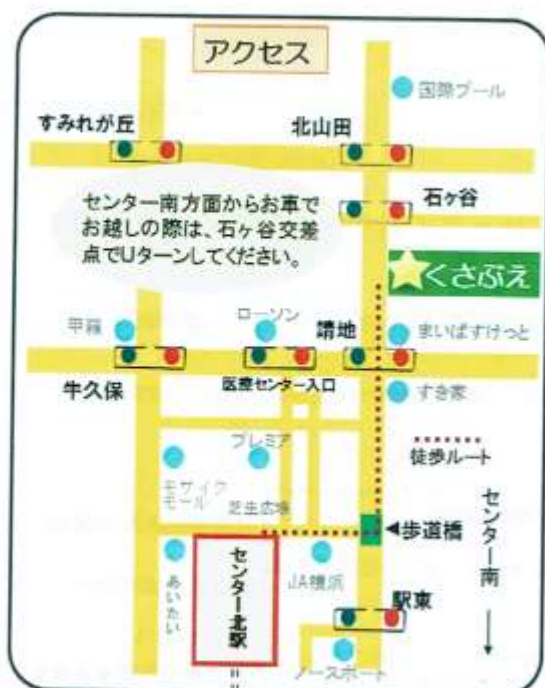 アクセス
国際プール
すみれが丘
北山田
石ヶ谷
センター南方面からお車で
お越しの際は、石ヶ谷交差
点でUターンしてください。
くさぶえ
甲羅
ローソン
請地
まいばすけっと
牛久保
医療センター入口
すき家
プレミア
徒歩ルート
モザイク
モール
芝生広場
センター南
歩道橋
あいたい
センター北駅
JA横浜
駅東
ノースポート